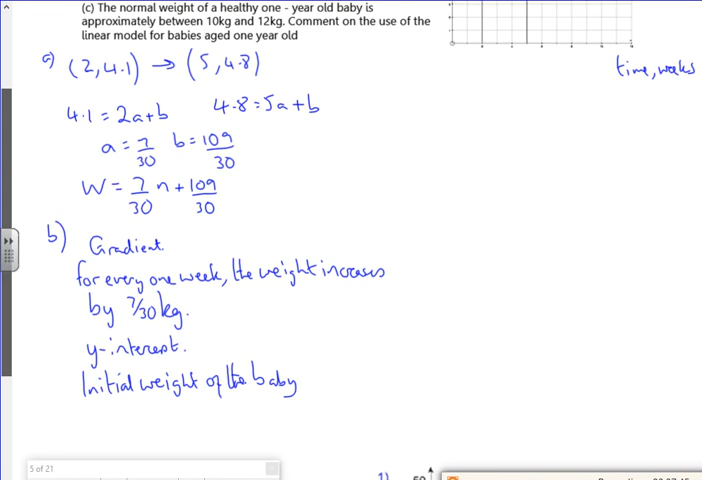 (c) The normal weight of a healthy one - year old baby is
approximately between 10kg and 12kg. Comment on the use of the
linear model for babies aged one year old
time, weeks
a) (2, 4.1) → (5, 4.8)
4.1 = 2a+b 4.8 = 5a+b
a = 7/30 b = 109/30
W = 7/30 n + 109/30
b) Gradient
for every one week, the weight increases
by 7/30 kg.
y-interest.
Initial weight of the baby
5 of 21
1)